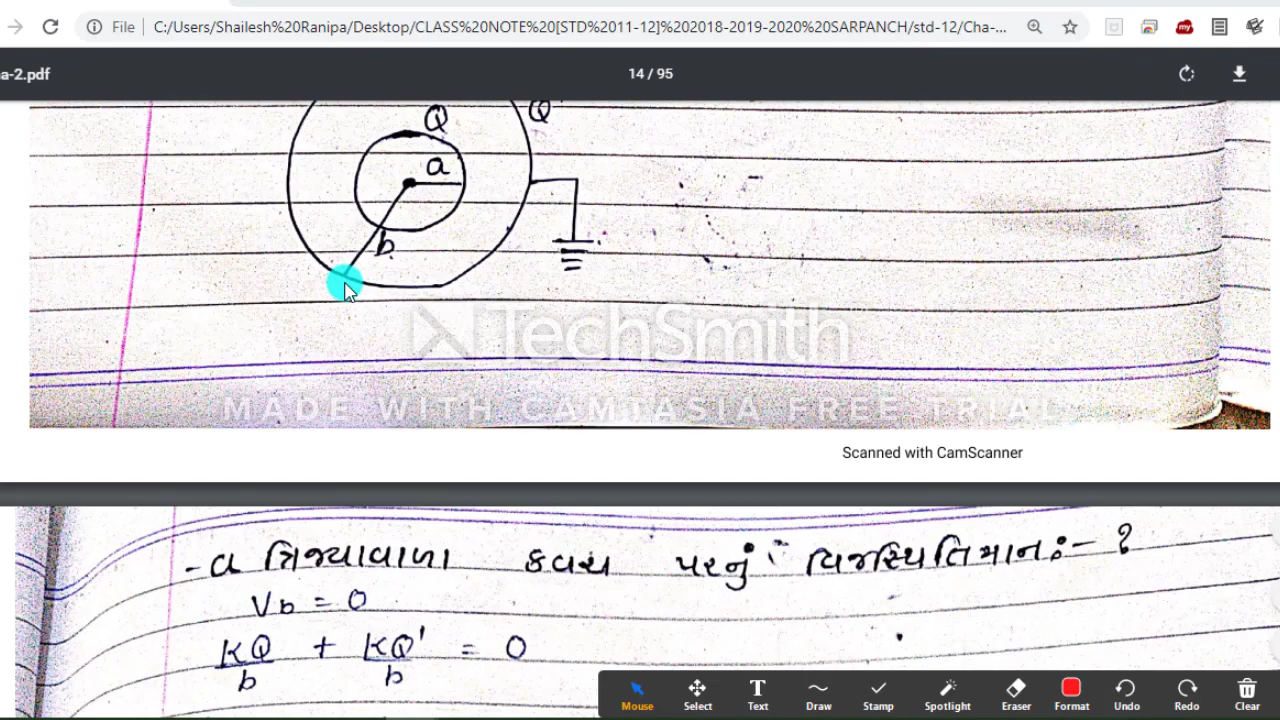 File | C:/Users/Shailesh%20Ranipa/Desktop/CLASS%20NOTE%20[STD%2011-12]%202018-2019-2020%20SARPANCH/std-12/Cha-...
a-2.pdf
14 / 95
Q
Q
a
b
TechSmith
MADE WITH CAMTASIA FREE TRIAL
Scanned with CamScanner
- a ત્રિજ્યાવાળા કવચ પરનું વિજસ્થિતિમાન :- ?
Vb = 0
KQ/b + KQ'/b = 0
Mouse Select Text Draw Stamp Spotlight Eraser Format Undo Redo Clear